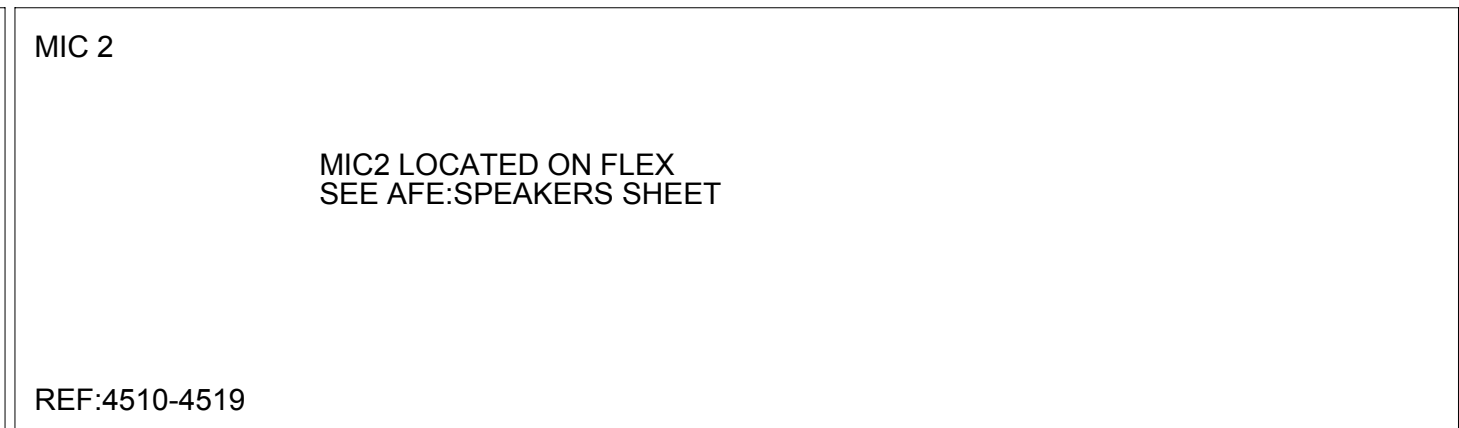 MIC 2
MIC2 LOCATED ON FLEX
SEE AFE:SPEAKERS SHEET
REF:4510-4519